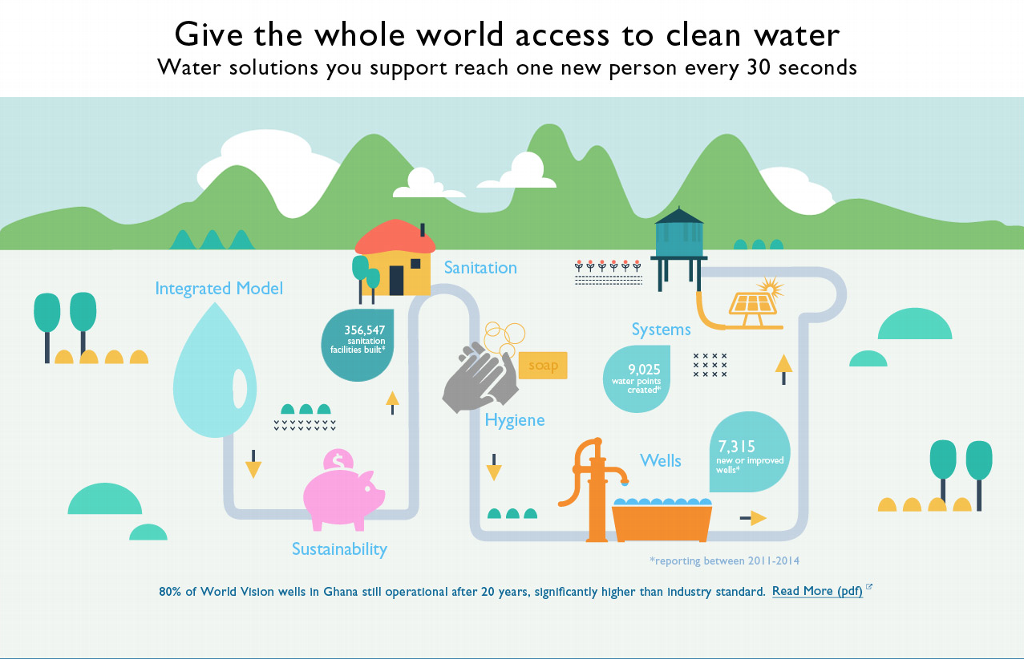 Give the whole world access to clean water
Water solutions you support reach one new person every 30 seconds
Sanitation
Integrated Model
356,547
sanitation
facilities built*
Systems
soap
9,025
water points
created*
Hygiene
7,315
new or improved
wells*
Wells
$
Sustainability
*reporting between 2011-2014
80% of World Vision wells in Ghana still operational after 20 years, significantly higher than industry standard. Read More (pdf)